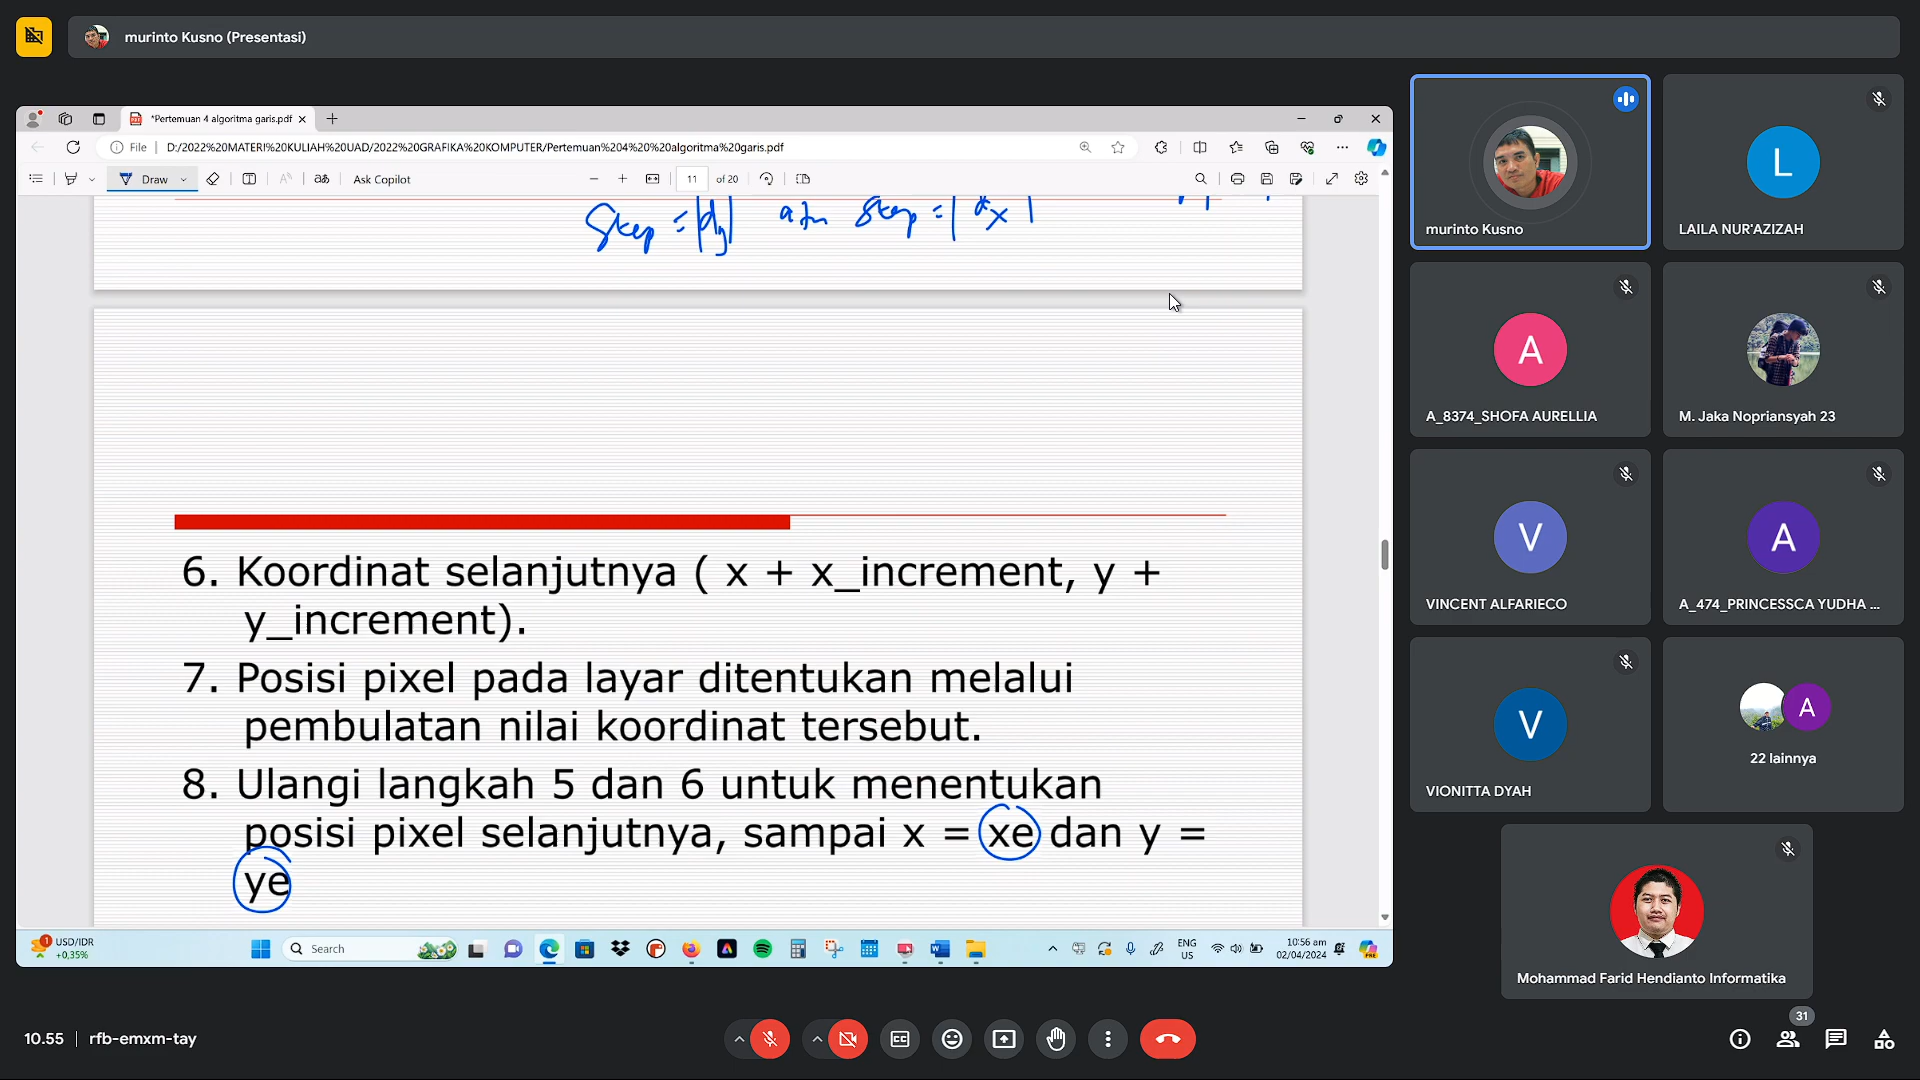 murinto Kusno (Presentasi)
*Pertemuan 4 algoritma garis.pdf
File
D:/2022%20MATERI%20KULIAH%20UAD/2022%20GRAFIKA%20KOMPUTER/Pertemuan%204%20%20algoritma%20garis.pdf
Draw
Ask Copilot
11 of 20
Step = |dy| atau step = |dx|
6. Koordinat selanjutnya ( x + x_increment, y +
y_increment).
7. Posisi pixel pada layar ditentukan melalui
pembulatan nilai koordinat tersebut.
8. Ulangi langkah 5 dan 6 untuk menentukan
posisi pixel selanjutnya, sampai x = xe dan y =
ye
1
USD/IDR
+0,35%
Search
ENG
US
10:56 am
02/04/2024
murinto Kusno
L
LAILA NUR'AZIZAH
A
A_8374_SHOFA AURELLIA
M. Jaka Nopriansyah 23
V
VINCENT ALFARIECO
A
A_474_PRINCESSCA YUDHA ...
V
VIONITTA DYAH
A
22 lainnya
Mohammad Farid Hendianto Informatika
10.55 | rfb-emxm-tay
31